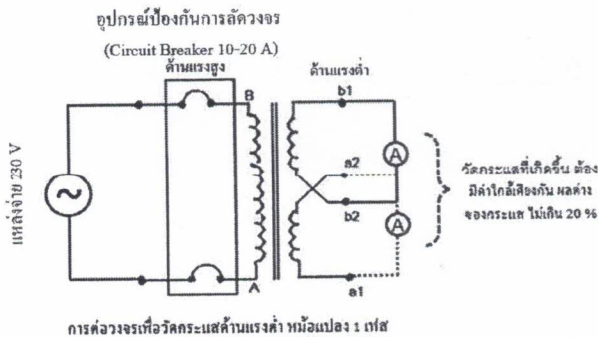 อุปกรณ์ป้องกันการลัดวงจร
(Circuit Breaker 10-20 A)
ด้านแรงสูง
ด้านแรงต่ำ
B
b1
A
a2
แหล่งจ่าย 230 V
b2
A
วัดกระแสที่เกิดขึ้น ต้อง
มีค่าใกล้เคียงกัน ผลต่าง
ของกระแส ไม่เกิน 20 %
A
a1
การต่อวงจรเพื่อวัดกระแสด้านแรงต่ำ หม้อแปลง 1 เฟส